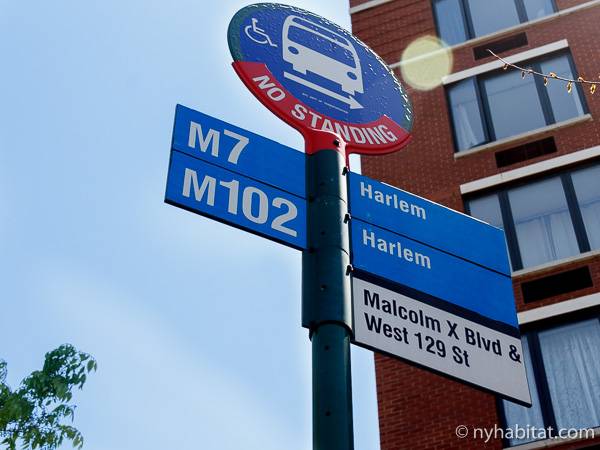 NO STANDING
M7
M102
Harlem
Harlem
Malcolm X Blvd &
West 129 St
© nyhabitat.com